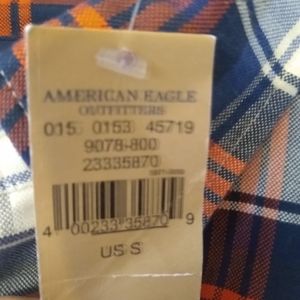 AMERICAN EAGLE
OUTFITTERS
015 0153 45719
9078-800
23335870
4 00233 35870 9
US S